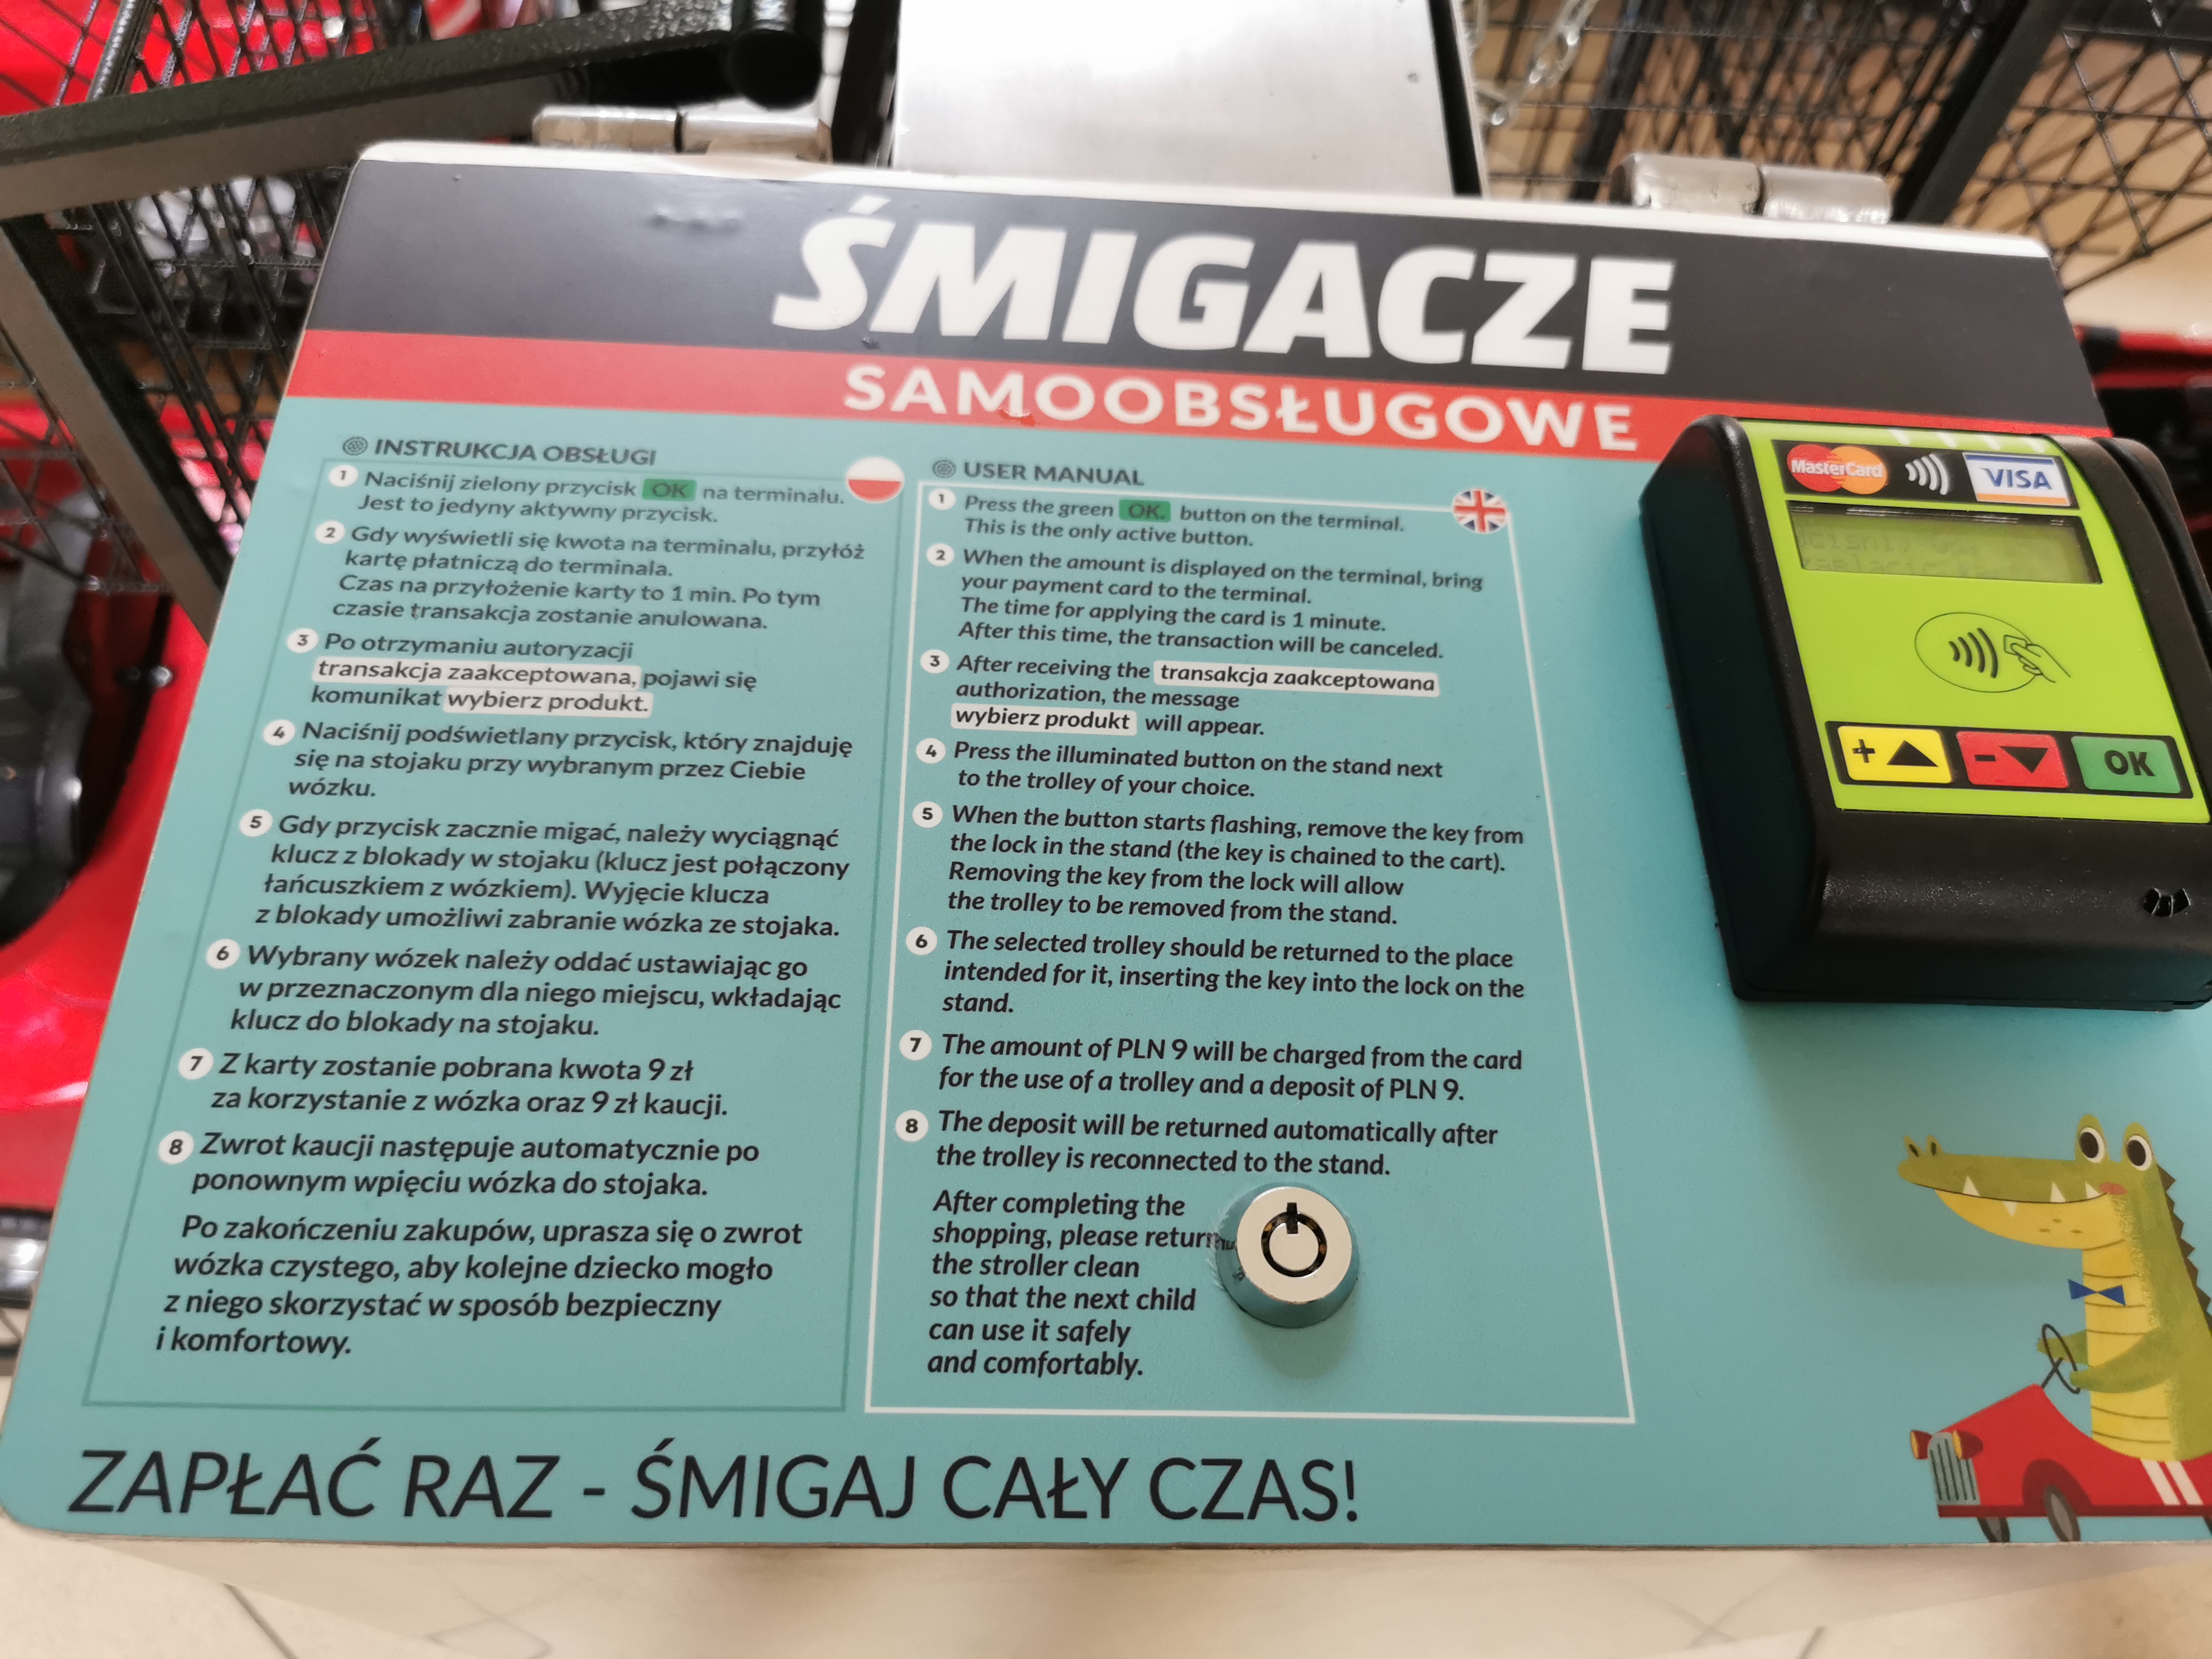 ŚMIGACZE
SAMOOBSŁUGOWE
INSTRUKCJA OBSŁUGI
1 Naciśnij zielony przycisk OK na terminalu.
Jest to jedyny aktywny przycisk.
2 Gdy wyświetli się kwota na terminalu, przyłóż
kartę płatniczą do terminala.
Czas na przyłożenie karty to 1 min. Po tym
czasie transakcja zostanie anulowana.
3 Po otrzymaniu autoryzacji
transakcja zaakceptowana, pojawi się
komunikat wybierz produkt.
4 Naciśnij podświetlany przycisk, który znajduję
się na stojaku przy wybranym przez Ciebie
wózku.
5 Gdy przycisk zacznie migać, należy wyciągnąć
klucz z blokady w stojaku (klucz jest połączony
łańcuszkiem z wózkiem). Wyjęcie klucza
z blokady umożliwi zabranie wózka ze stojaka.
6 Wybrany wózek należy oddać ustawiając go
w przeznaczonym dla niego miejscu, wkładając
klucz do blokady na stojaku.
7 Z karty zostanie pobrana kwota 9 zł
za korzystanie z wózka oraz 9 zł kaucji.
8 Zwrot kaucji następuje automatycznie po
ponownym wpięciu wózka do stojaka.
Po zakończeniu zakupów, uprasza się o zwrot
wózka czystego, aby kolejne dziecko mogło
z niego skorzystać w sposób bezpieczny
i komfortowy.
USER MANUAL
1 Press the green OK. button on the terminal.
This is the only active button.
2 When the amount is displayed on the terminal, bring
your payment card to the terminal.
The time for applying the card is 1 minute.
After this time, the transaction will be canceled.
3 After receiving the transakcja zaakceptowana
authorization, the message
wybierz produkt will appear.
4 Press the illuminated button on the stand next
to the trolley of your choice.
5 When the button starts flashing, remove the key from
the lock in the stand (the key is chained to the cart).
Removing the key from the lock will allow
the trolley to be removed from the stand.
6 The selected trolley should be returned to the place
intended for it, inserting the key into the lock on the
stand.
7 The amount of PLN 9 will be charged from the card
for the use of a trolley and a deposit of PLN 9.
8 The deposit will be returned automatically after
the trolley is reconnected to the stand.
After completing the
shopping, please return
the stroller clean
so that the next child
can use it safely
and comfortably.
MasterCard VISA
+ - OK
ZAPŁAĆ RAZ - ŚMIGAJ CAŁY CZAS!